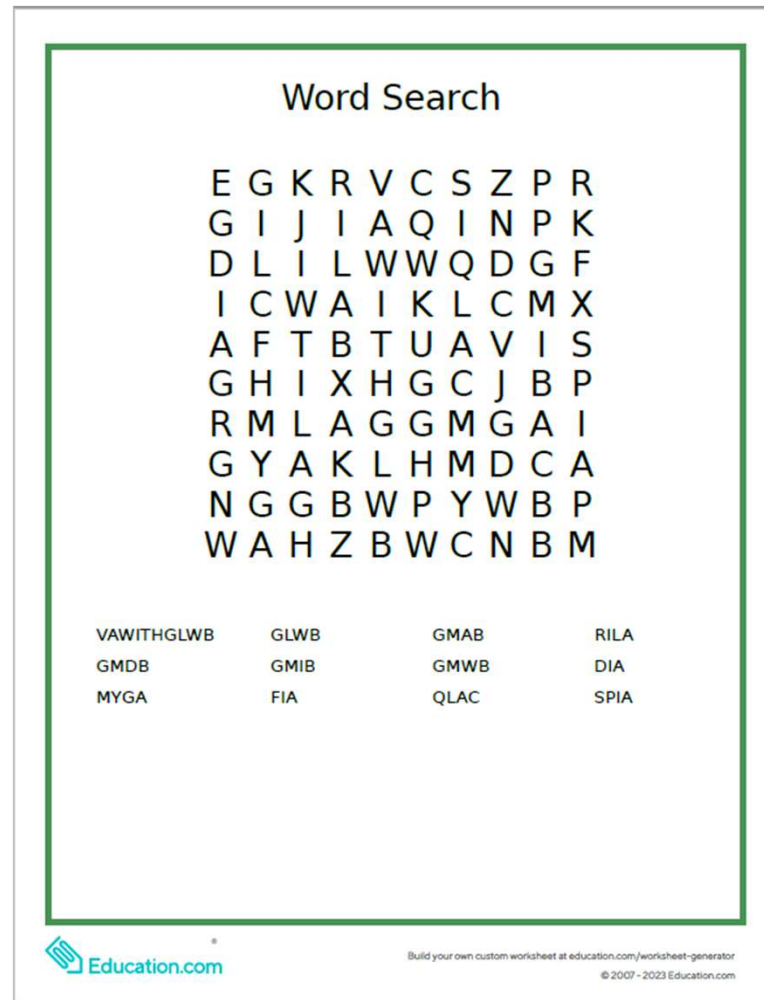 Word Search
E G K R V C S Z P R
G I J I A Q I N P K
D L I L W W Q D G F
I C W A I K L C M X
A F T B T U A V I S
G H I X H G C J B P
R M L A G G M G A I
G Y A K L H M D C A
N G G B W P Y W B P
W A H Z B W C N B M
VAWITHGLWB GLWB GMAB RILA
GMDB GMIB GMWB DIA
MYGA FIA QLAC SPIA
Education.com
Build your own custom worksheet at education.com/worksheet-generator
© 2007 - 2023 Education.com